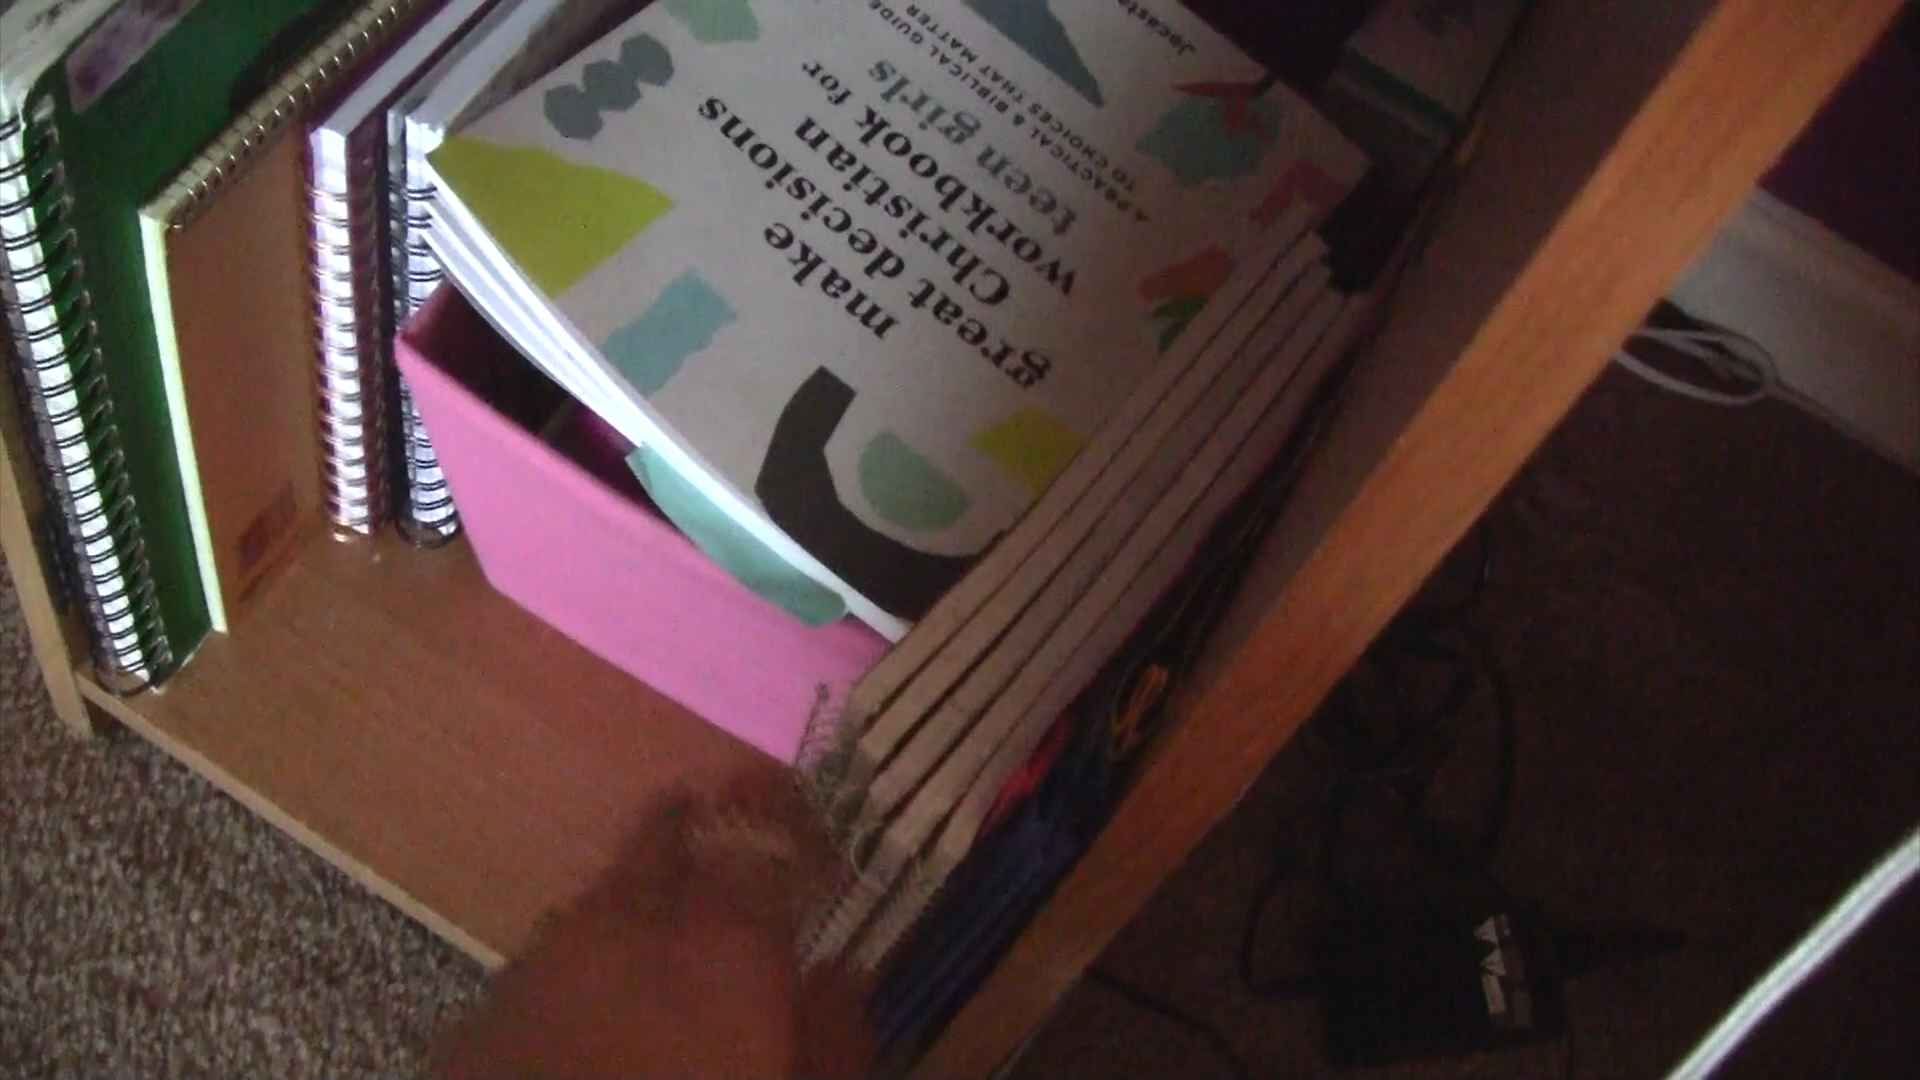 make
great decisions
Christian
workbook for
teen girls
A PRACTICAL & BIBLICAL GUIDE
TO CHOICES THAT MATTER